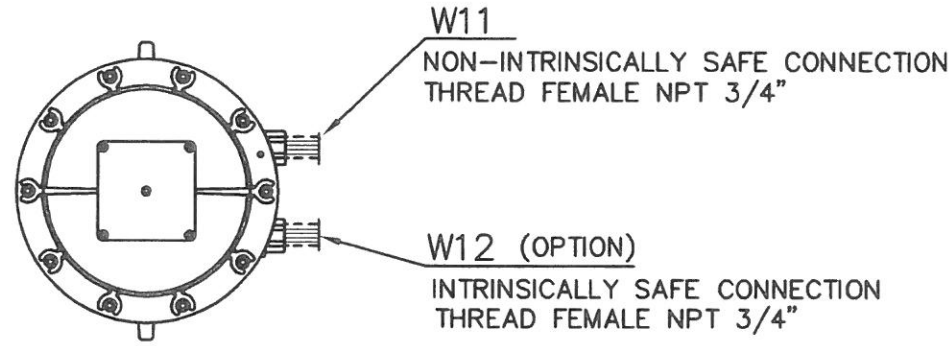 W11
NON-INTRINSICALLY SAFE CONNECTION
THREAD FEMALE NPT 3/4"
W12 (OPTION)
INTRINSICALLY SAFE CONNECTION
THREAD FEMALE NPT 3/4"